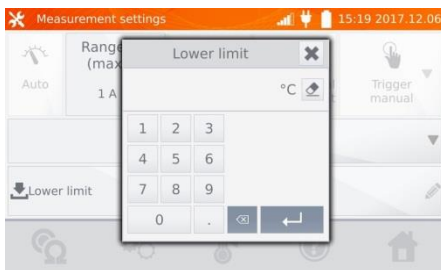 Measurement settings 15:19 2017.12.06
Range
(max
Auto
1 A
Trigger
manual
Lower limit
°C
1 2 3
4 5 6
7 8 9
0 .
Lower limit